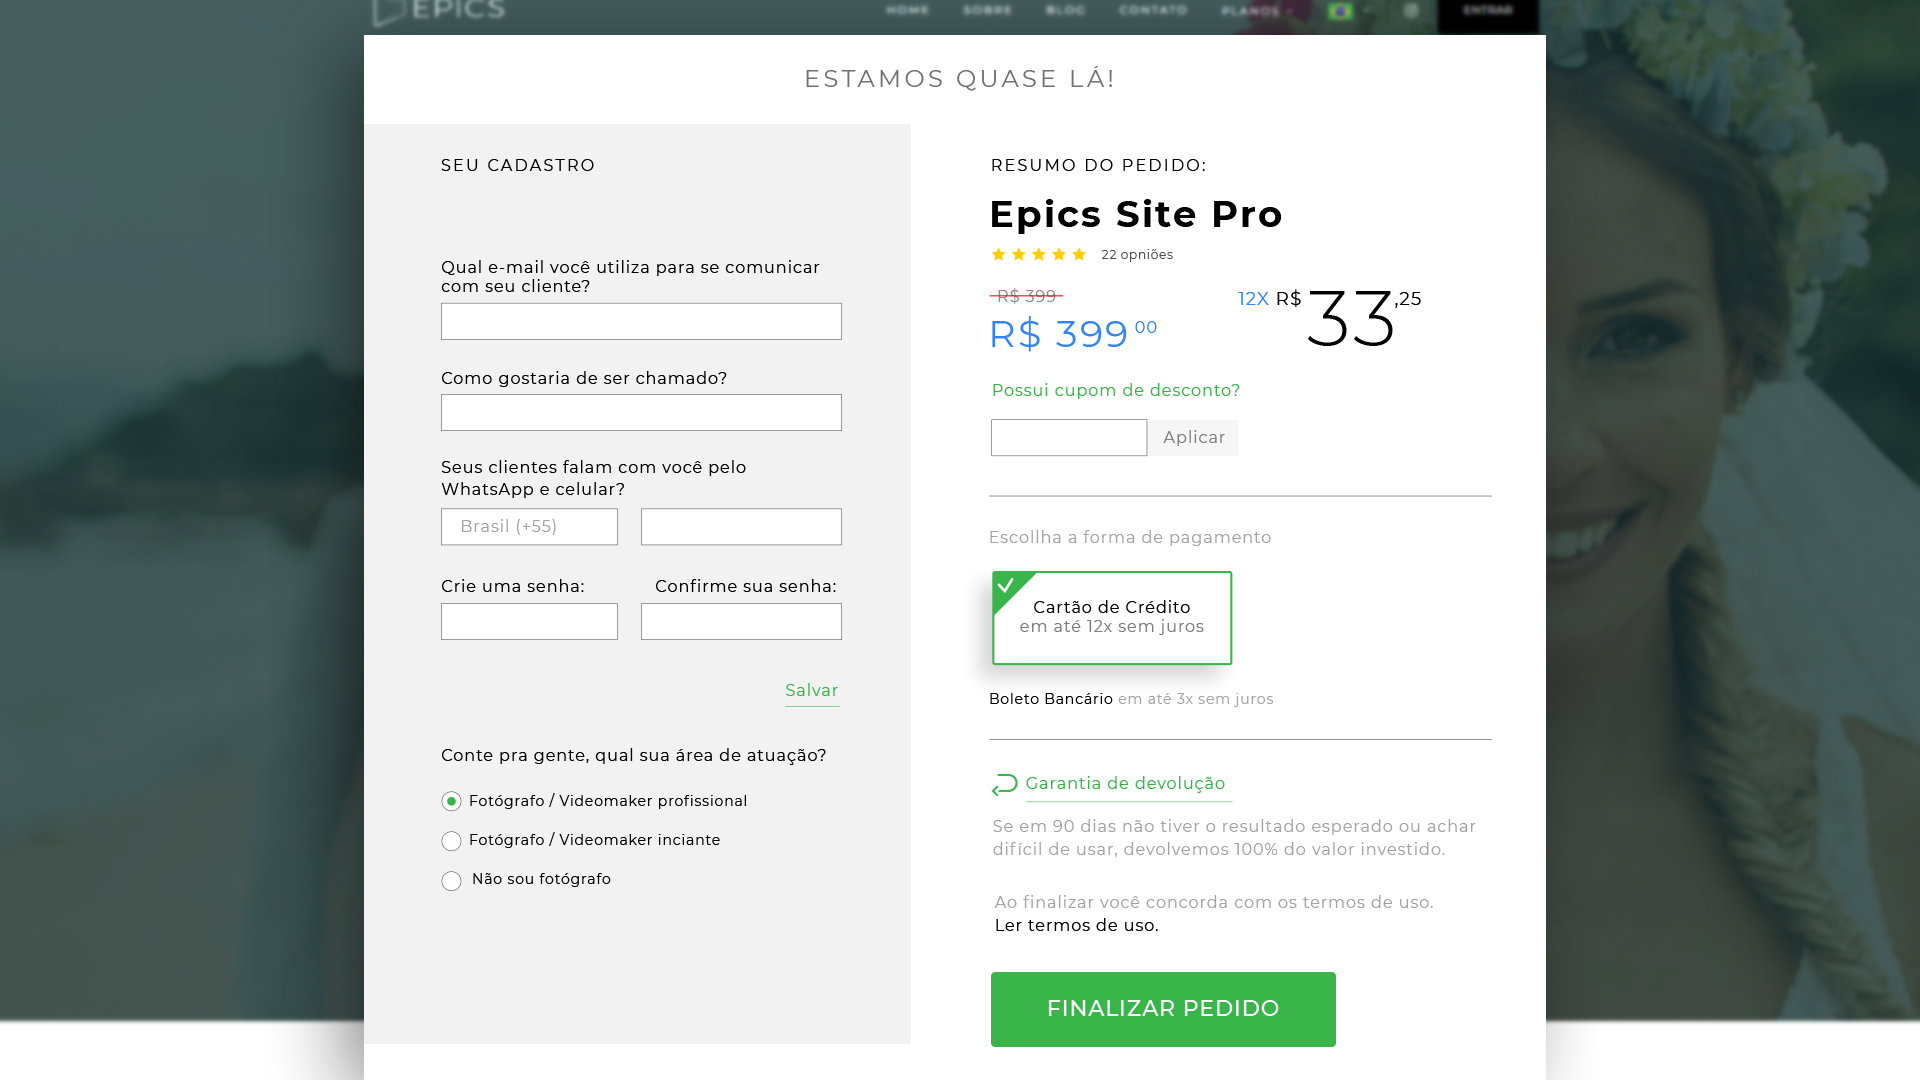 EPICS
HOME SOBRE BLOG CONTATO PLANOS ENTRAR
ESTAMOS QUASE LÁ!
SEU CADASTRO
Qual e-mail você utiliza para se comunicar
com seu cliente?
Como gostaria de ser chamado?
Seus clientes falam com você pelo
WhatsApp e celular?
Brasil (+55)
Crie uma senha: Confirme sua senha:
Salvar
Conte pra gente, qual sua área de atuação?
Fotógrafo / Videomaker profissional
Fotógrafo / Videomaker inciante
Não sou fotógrafo
RESUMO DO PEDIDO:
Epics Site Pro
22 opniões
R$ 399
R$ 399 00
12X R$ 33 ,25
Possui cupom de desconto?
Aplicar
Escollha a forma de pagamento
Cartão de Crédito
em até 12x sem juros
Boleto Bancário em até 3x sem juros
Garantia de devolução
Se em 90 dias não tiver o resultado esperado ou achar
difícil de usar, devolvemos 100% do valor investido.
Ao finalizar você concorda com os termos de uso.
Ler termos de uso.
FINALIZAR PEDIDO